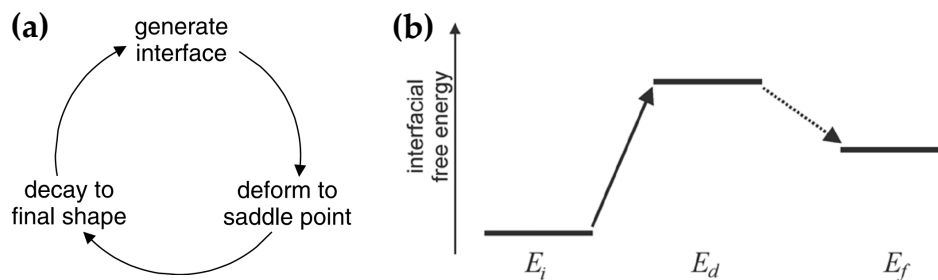 (a)
generate
interface
decay to
final shape
deform to
saddle point
(b)
interfacial
free energy
E_i
E_d
E_f